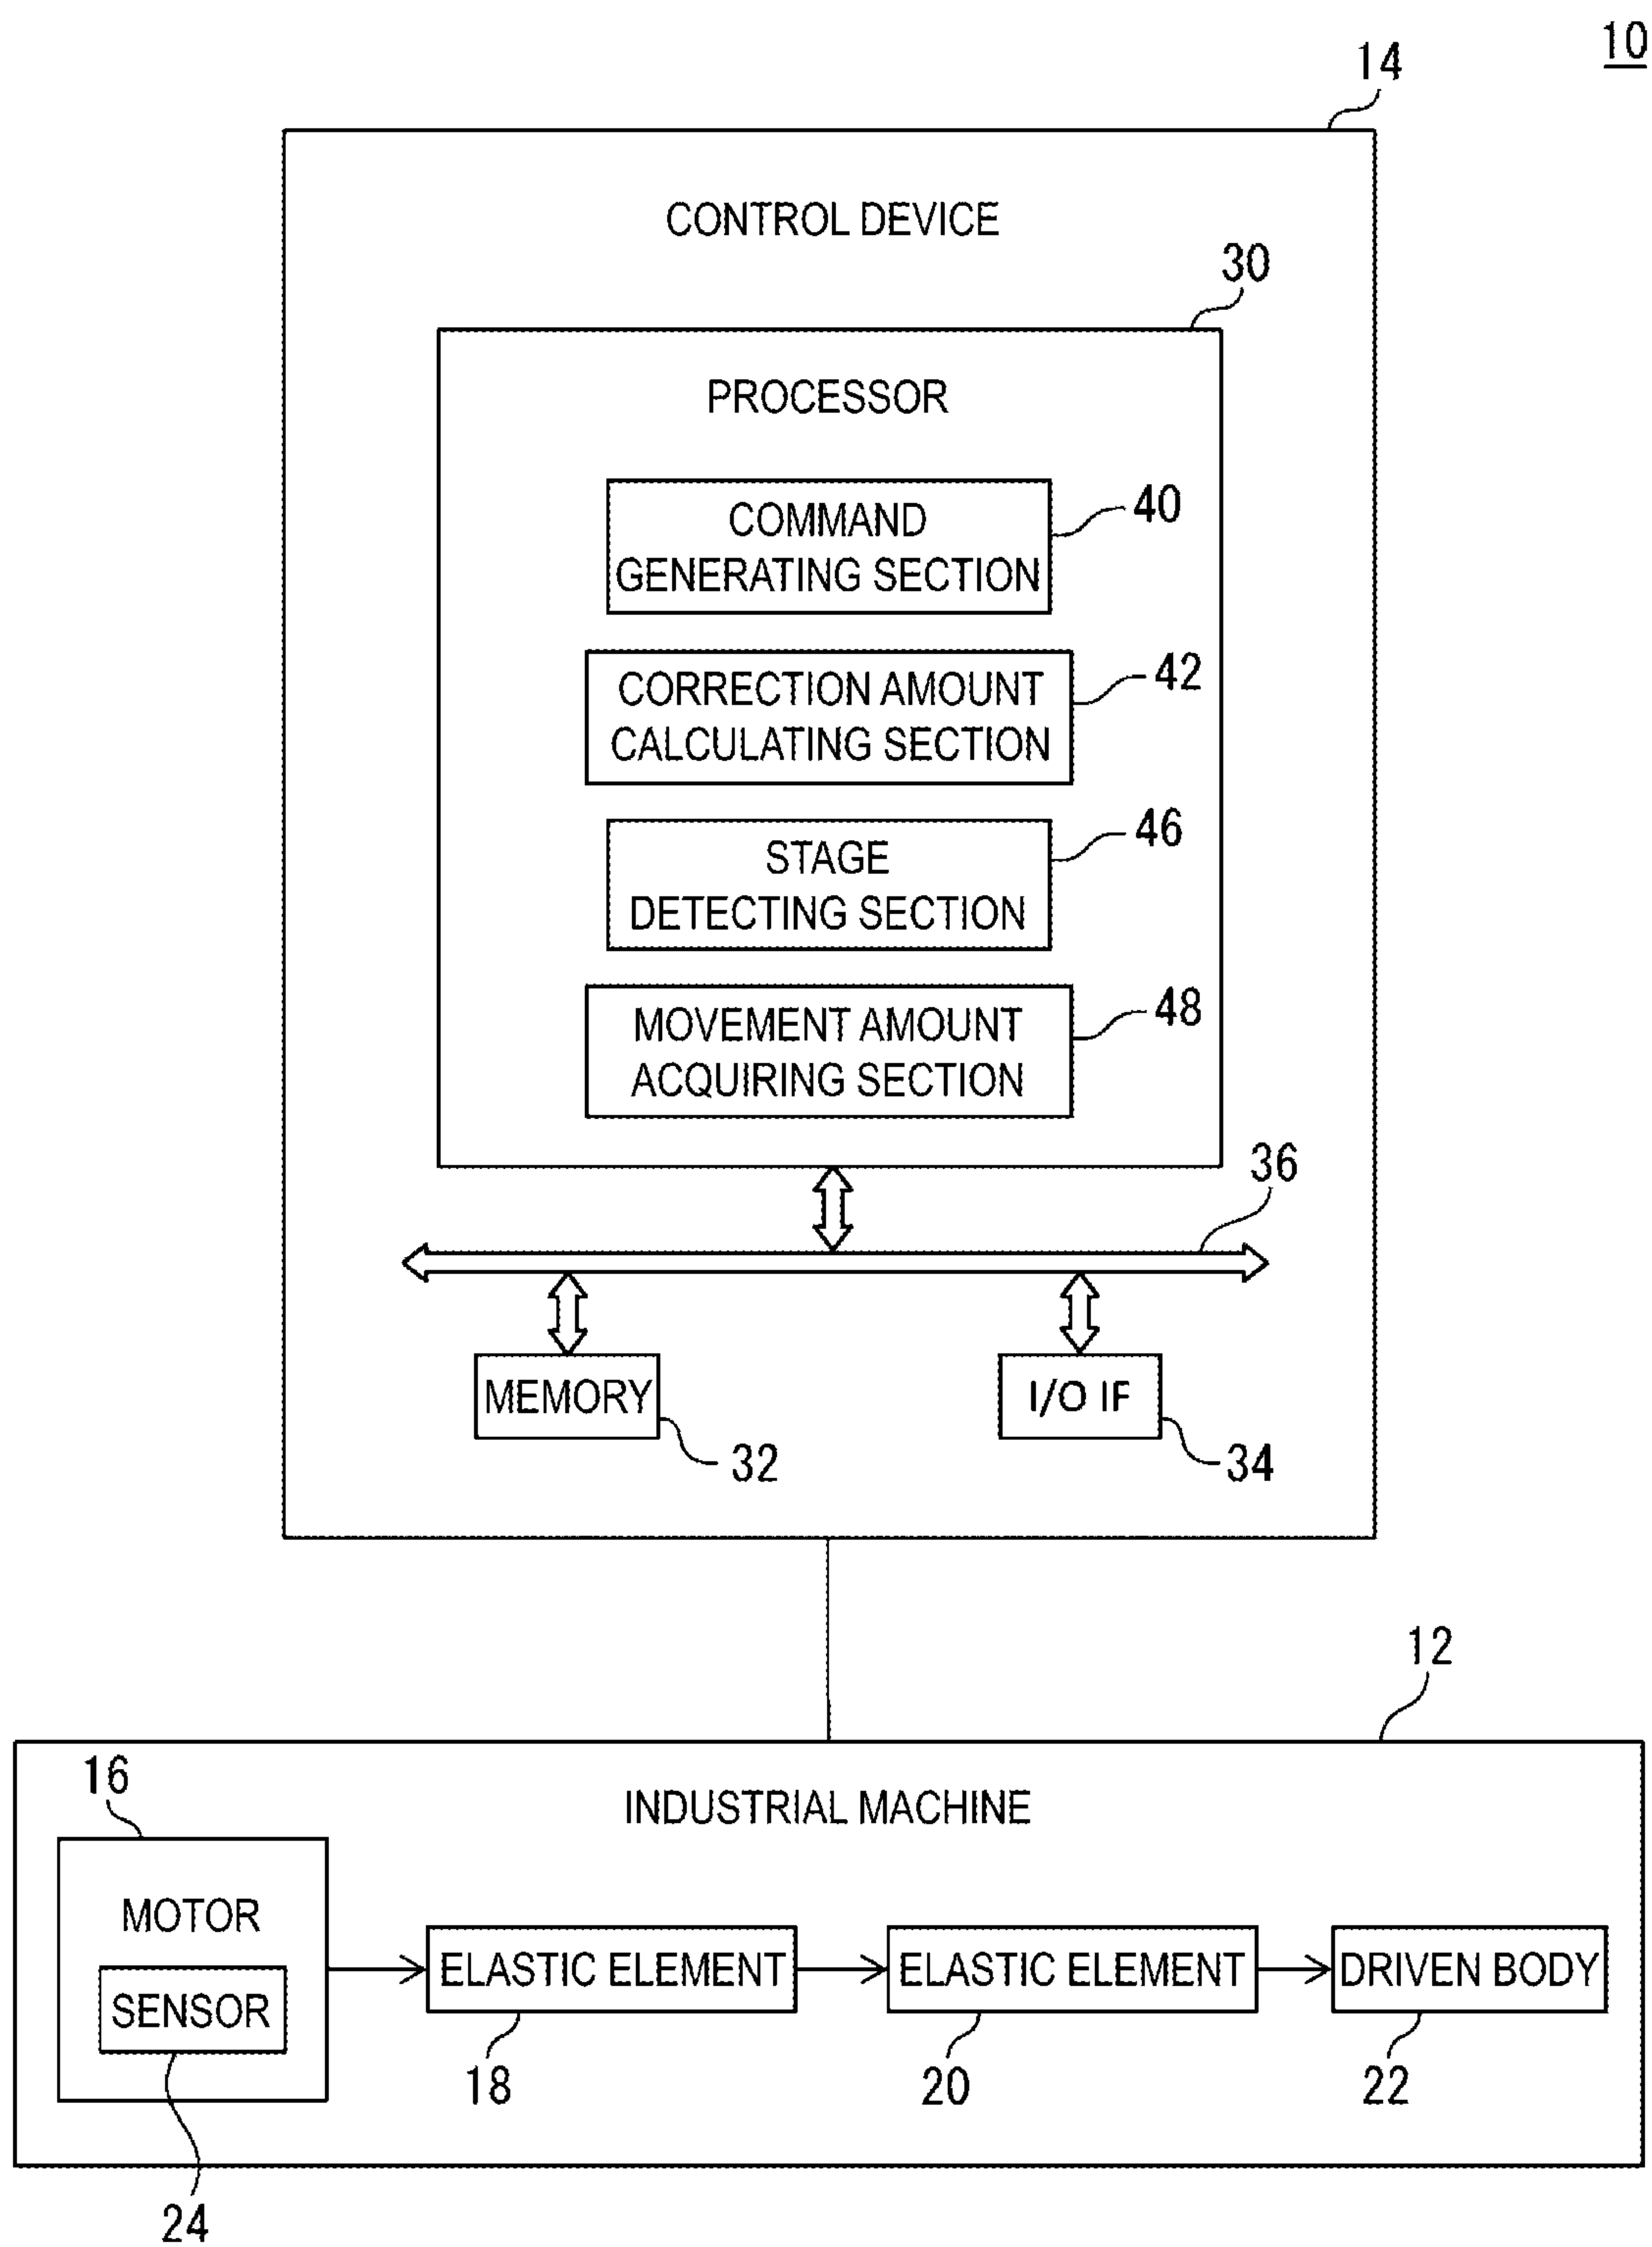 10
14
CONTROL DEVICE
30
PROCESSOR
COMMAND
GENERATING SECTION
40
CORRECTION AMOUNT
CALCULATING SECTION
42
STAGE
DETECTING SECTION
46
MOVEMENT AMOUNT
ACQUIRING SECTION
48
36
MEMORY
32
I/O IF
34
12
INDUSTRIAL MACHINE
16
MOTOR
SENSOR
24
ELASTIC ELEMENT
18
ELASTIC ELEMENT
20
DRIVEN BODY
22